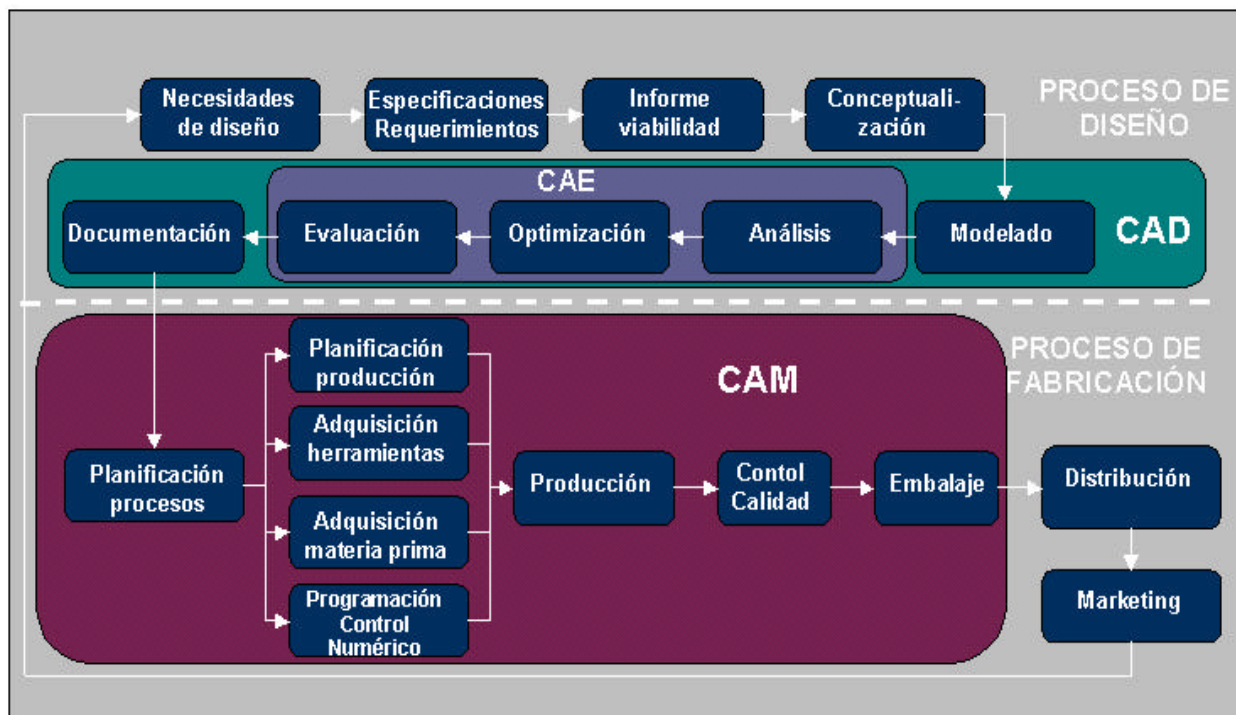 Necesidades
de diseño
Especificaciones
Requerimientos
Informe
viabilidad
Conceptuali-
zación
PROCESO DE
DISEÑO
CAE
Documentación
Evaluación
Optimización
Análisis
Modelado
CAD
PROCESO DE
FABRICACIÓN
CAM
Planificación
procesos
Planificación
producción
Adquisición
herramientas
Adquisición
materia prima
Programación
Control
Numérico
Producción
Contol
Calidad
Embalaje
Distribución
Marketing